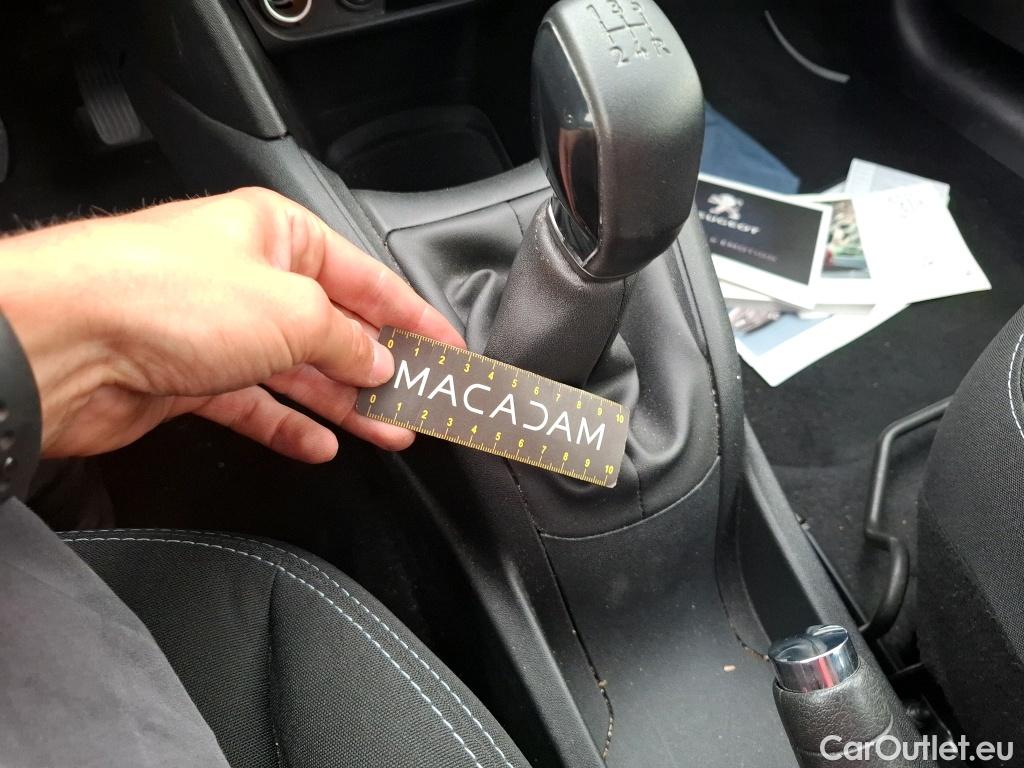 1 3 5
2 4 R
PEUGEOT
& EMOTION
0 1 2 3 4 5 6 7 8 9 10
MACADAM
0 1 2 3 4 5 6 7 8 9 10
CarOutlet.eu